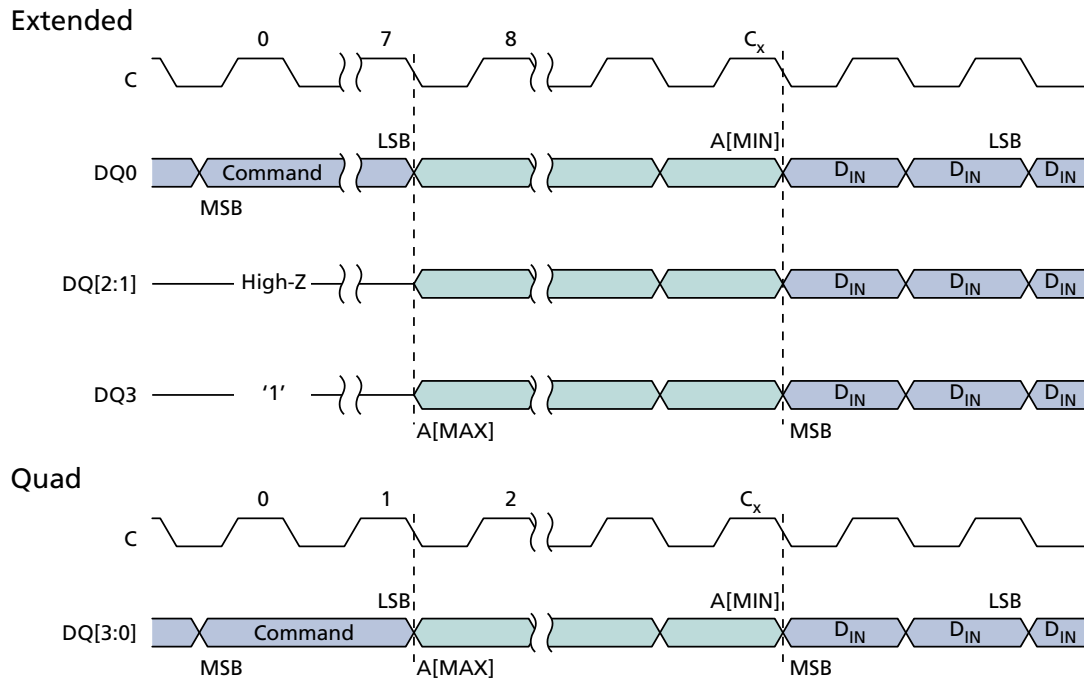 Extended
0 7 8 Cx
C
LSB A[MIN] LSB
DQ0 Command DIN DIN DIN
MSB
DQ[2:1] High-Z DIN DIN DIN
DQ3 '1' DIN DIN DIN
A[MAX] MSB
Quad
0 1 2 Cx
C
LSB A[MIN] LSB
DQ[3:0] Command DIN DIN DIN
MSB A[MAX] MSB